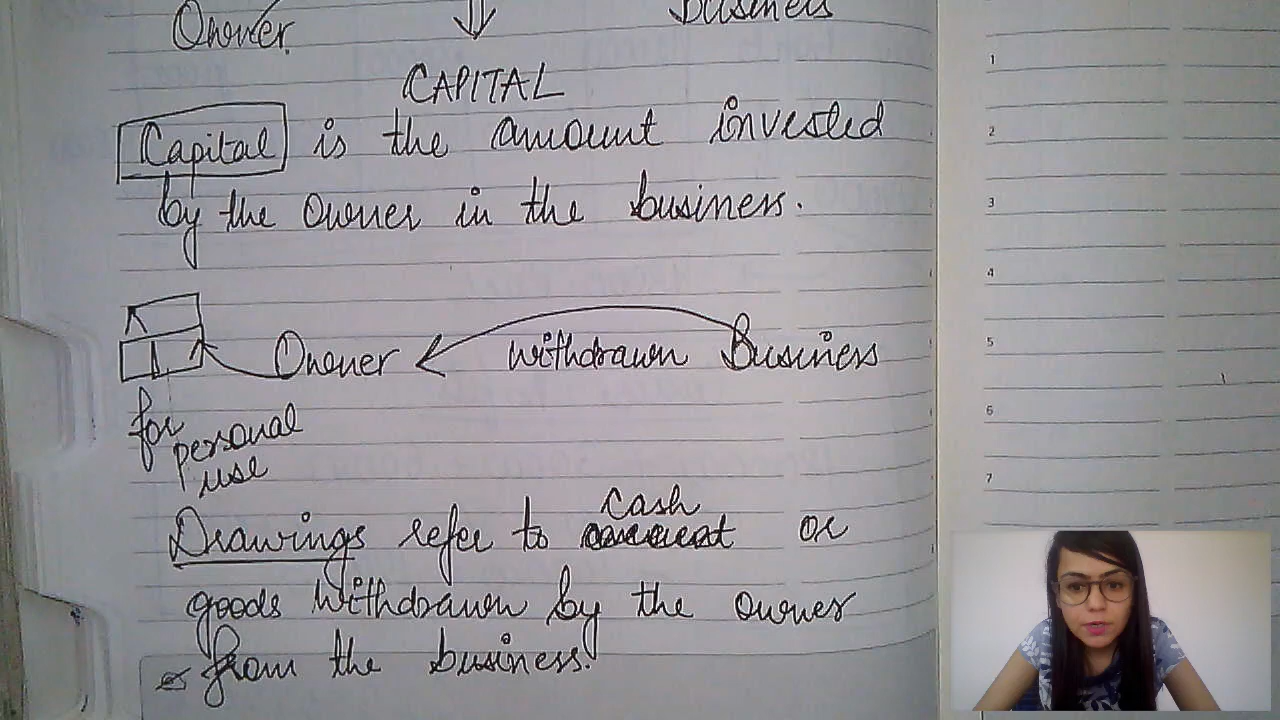 Owner. Business
CAPITAL
Capital is the amount invested
by the owner in the business.
Owner withdrawn Business
for
personal
use
Cash
Drawings refer to or
goods withdrawn by the owner
from the business.
1
2
3
4
5
6
7